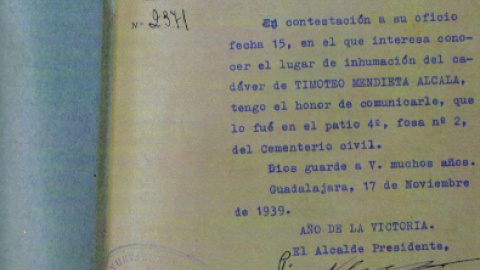 Nº 2371
En contestación a su oficio
fecha 15, en el que interesa cono-
cer el lugar de inhumación del ca-
dáver de TIMOTEO MENDIETA ALCALA,
tengo el honor de comunicarle, que
lo fué en el patio 4º, fosa nº 2,
del Cementerio civil.
Dios guarde a V. muchos años.
Guadalajara, 17 de Noviembre
de 1939.
AÑO DE LA VICTORIA.
El Alcalde Presidente,